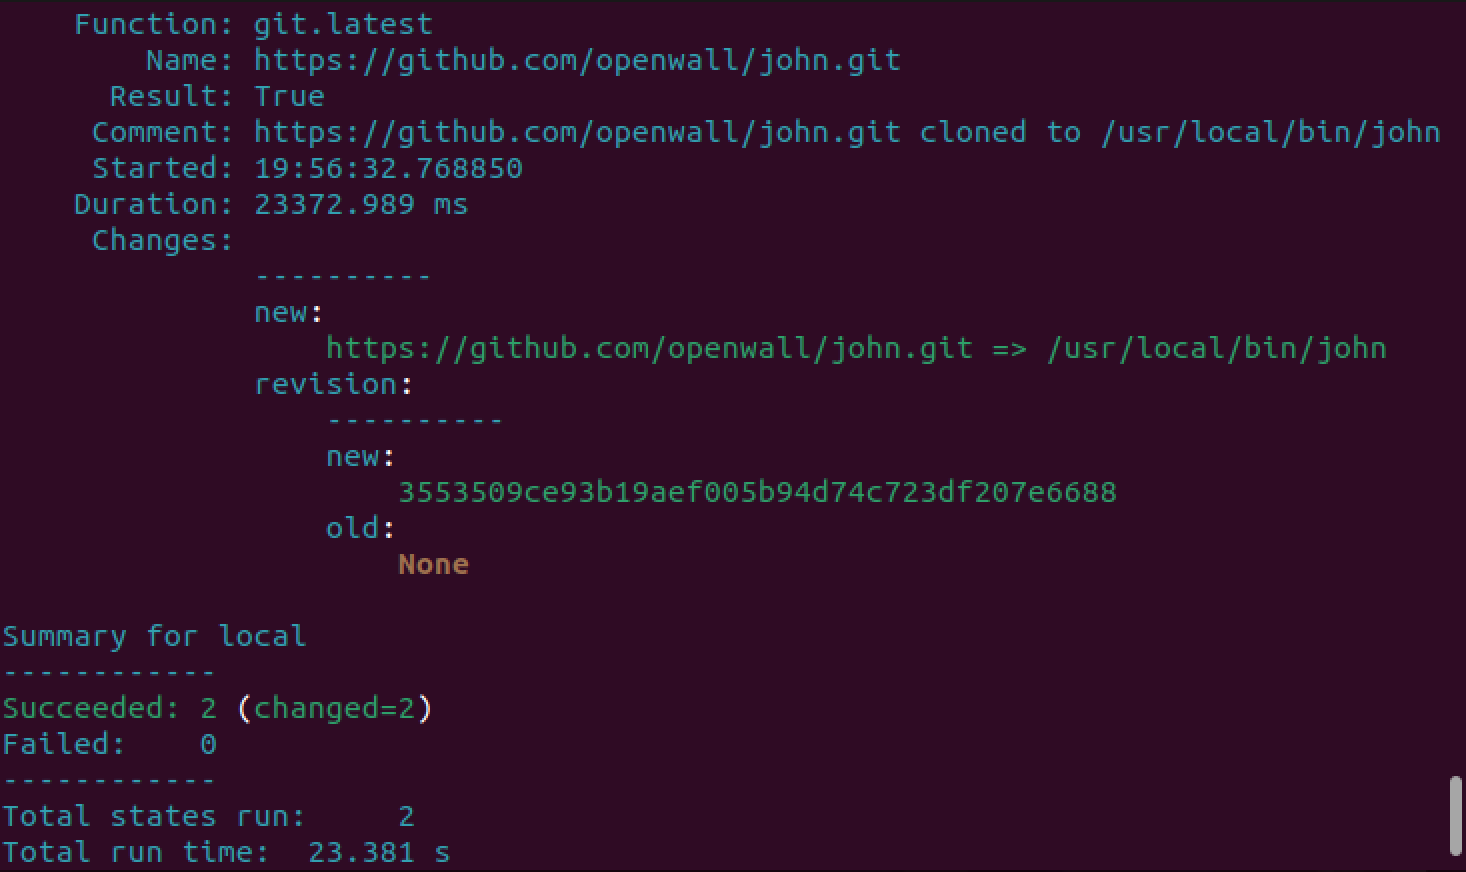 Function: git.latest
Name: https://github.com/openwall/john.git
Result: True
Comment: https://github.com/openwall/john.git cloned to /usr/local/bin/john
Started: 19:56:32.768850
Duration: 23372.989 ms
Changes:
----------
new:
https://github.com/openwall/john.git => /usr/local/bin/john
revision:
----------
new:
3553509ce93b19aef005b94d74c723df207e6688
old:
None
Summary for local
------------
Succeeded: 2 (changed=2)
Failed:    0
------------
Total states run:     2
Total run time:  23.381 s